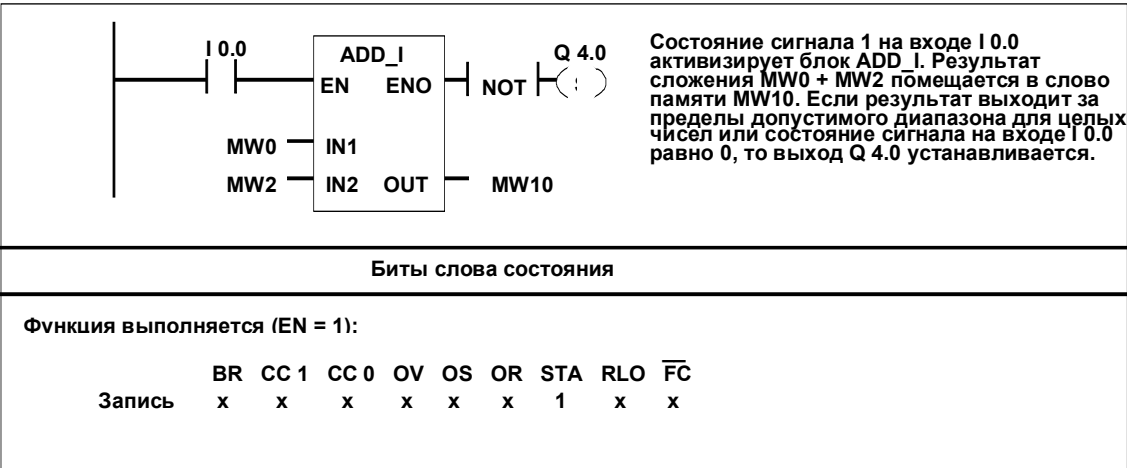 I 0.0
ADD_I
Q 4.0
EN ENO
NOT
MW0 IN1
MW2 IN2 OUT MW10
Состояние сигнала 1 на входе I 0.0
активизирует блок ADD_I. Результат
сложения MW0 + MW2 помещается в слово
памяти MW10. Если результат выходит за
пределы допустимого диапазона для целых
чисел или состояние сигнала на входе I 0.0
равно 0, то выход Q 4.0 устанавливается.
Биты слова состояния
Функция выполняется (EN = 1):
BR CC 1 CC 0 OV OS OR STA RLO F̅C̅
Запись x x x x x x 1 x x